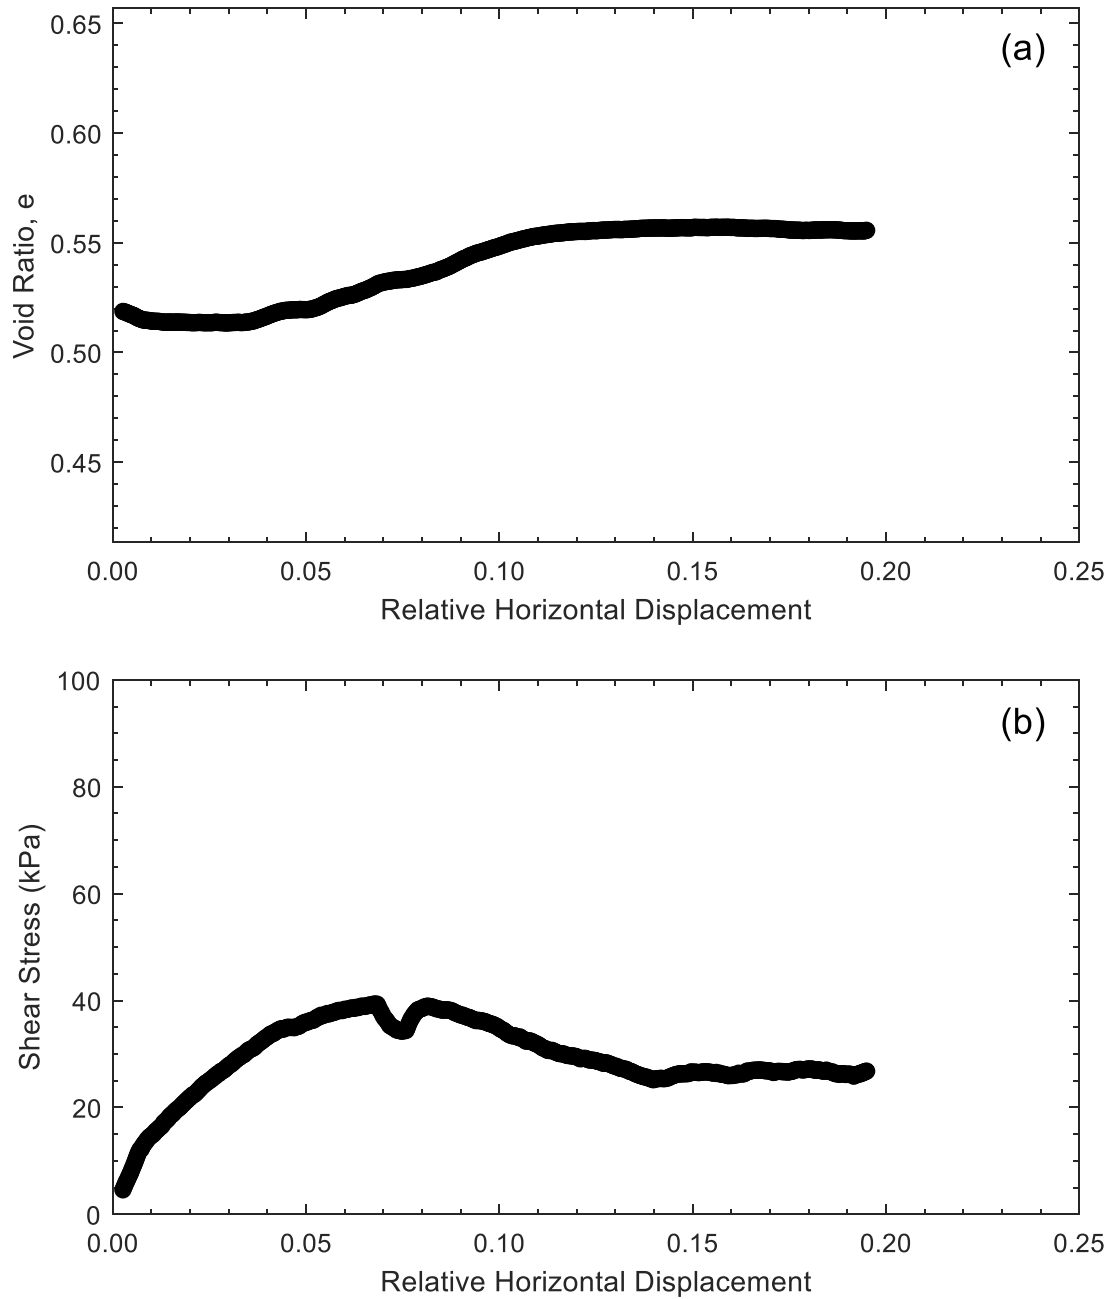 (a)
0.65
0.60
0.55
0.50
0.45
Void Ratio, e
0.00 0.05 0.10 0.15 0.20 0.25
Relative Horizontal Displacement
(b)
100
80
60
40
20
0
Shear Stress (kPa)
0.00 0.05 0.10 0.15 0.20 0.25
Relative Horizontal Displacement